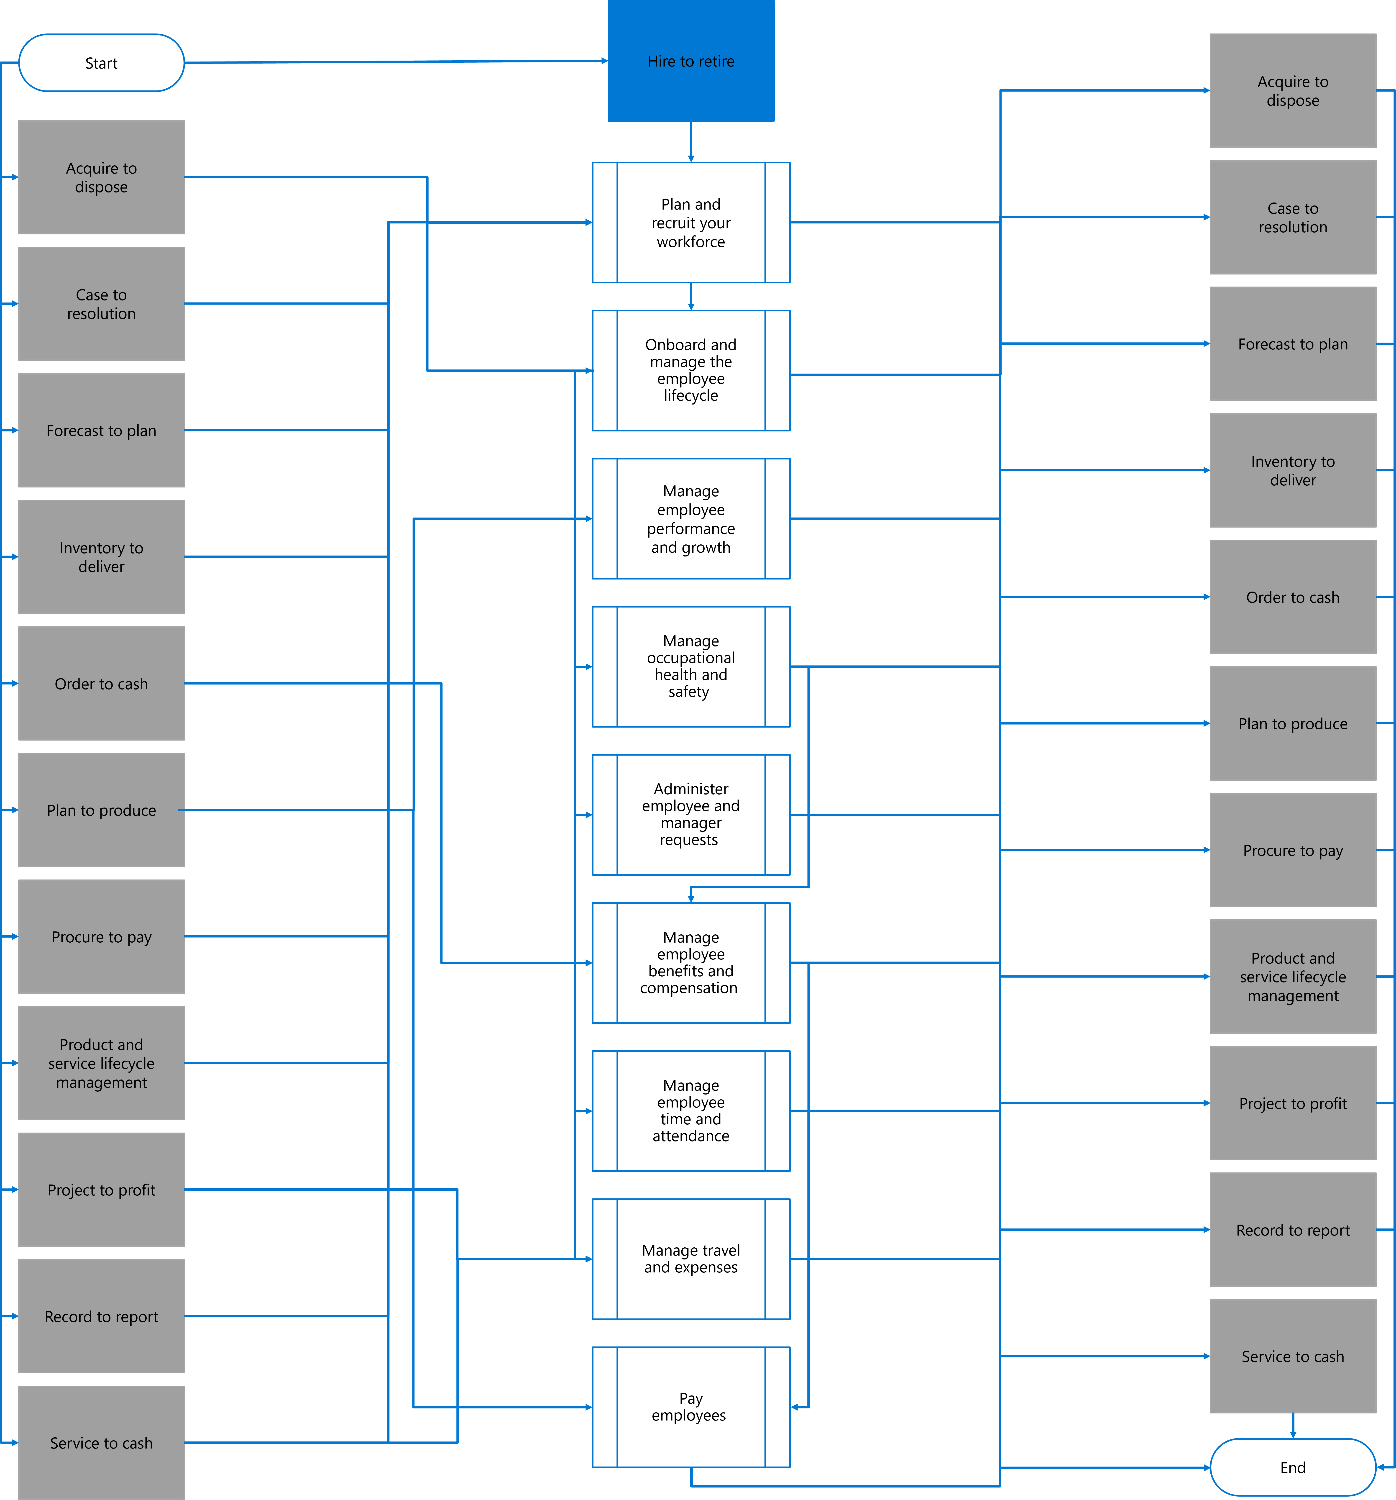 Start
Acquire to
dispose
Case to
resolution
Forecast to plan
Inventory to
deliver
Order to cash
Plan to produce
Procure to pay
Product and
service lifecycle
management
Project to profit
Record to report
Service to cash
Hire to retire
Plan and
recruit your
workforce
Onboard and
manage the
employee
lifecycle
Manage
employee
performance
and growth
Manage
occupational
health and
safety
Administer
employee and
manager
requests
Manage
employee
benefits and
compensation
Manage
employee
time and
attendance
Manage travel
and expenses
Pay
employees
Acquire to
dispose
Case to
resolution
Forecast to plan
Inventory to
deliver
Order to cash
Plan to produce
Procure to pay
Product and
service lifecycle
management
Project to profit
Record to report
Service to cash
End